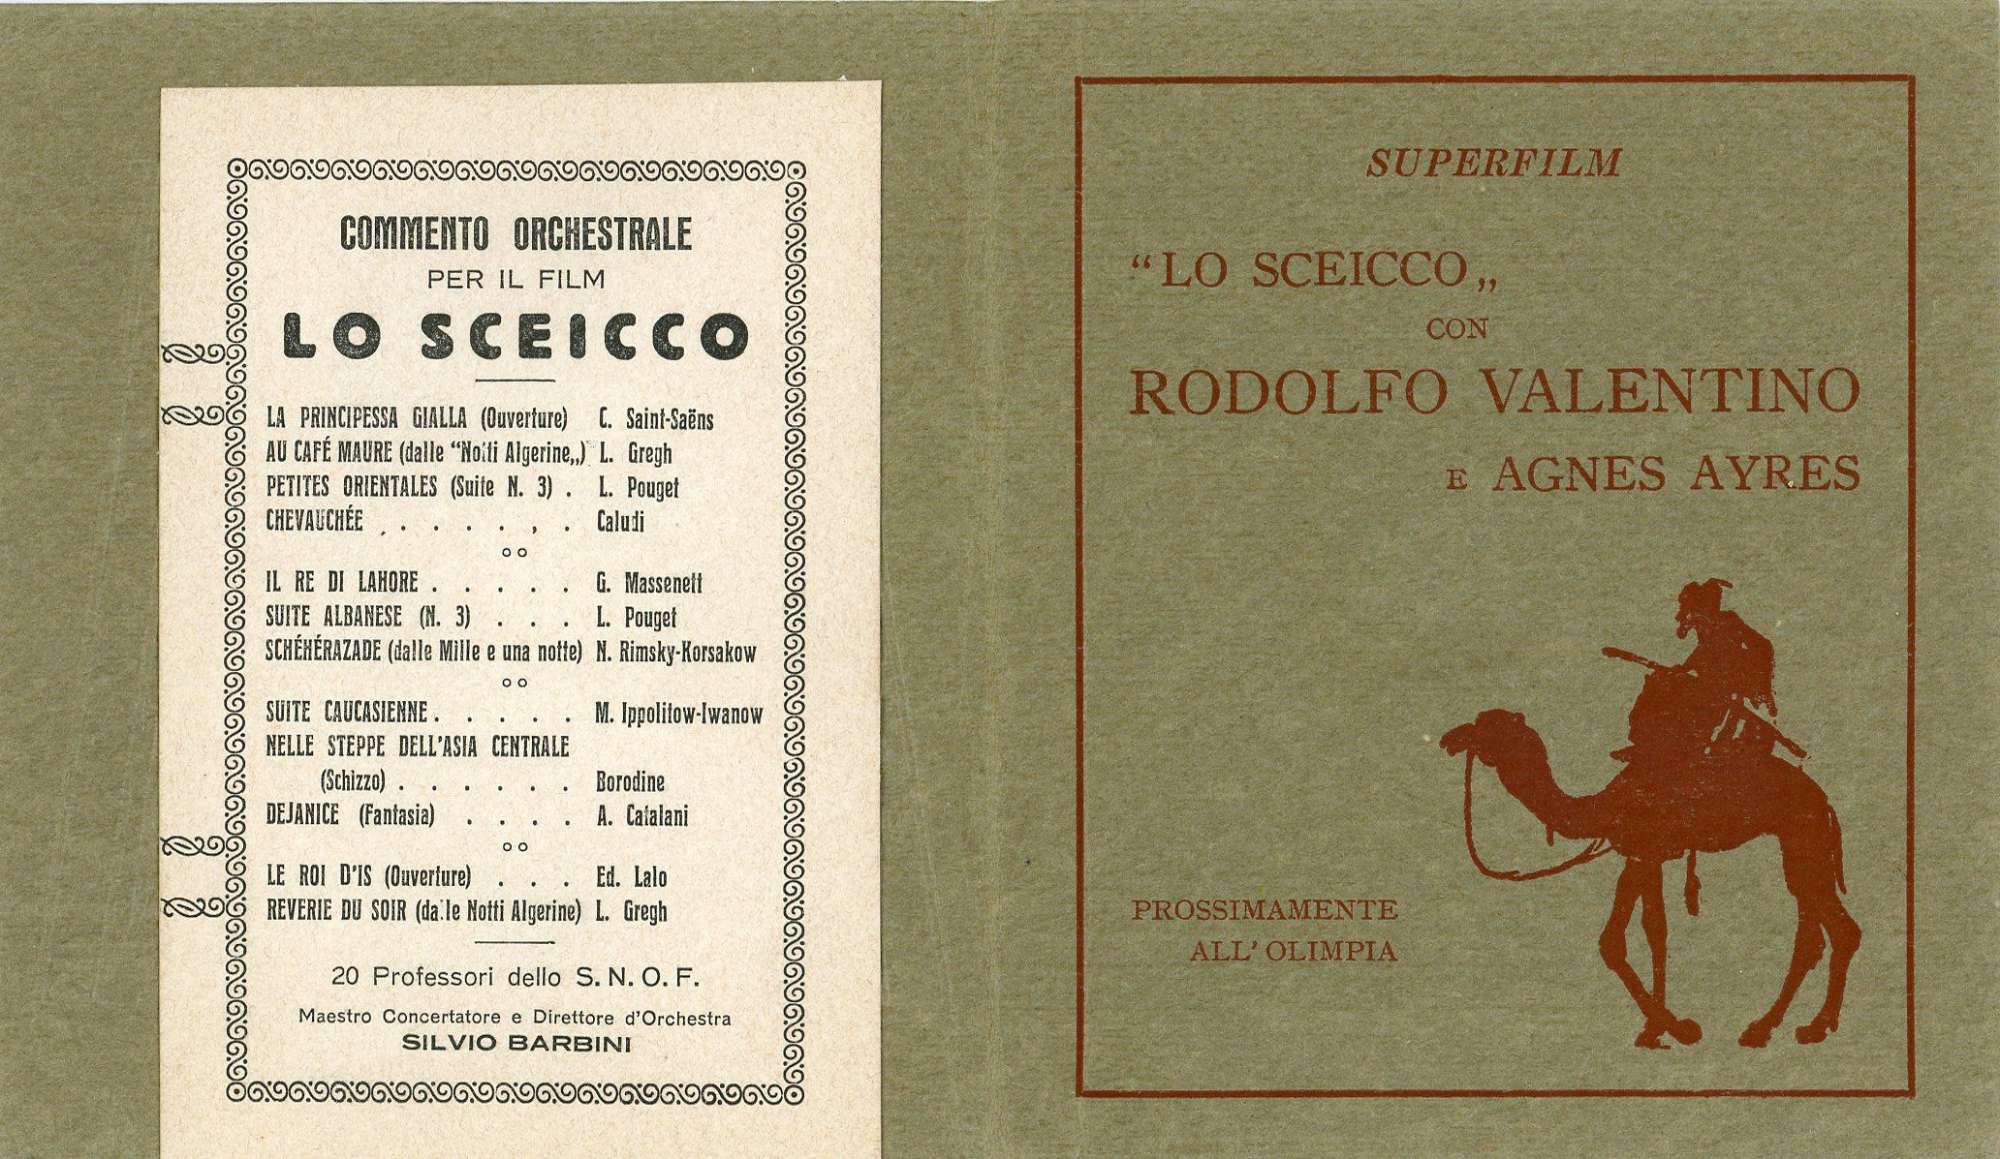 COMMENTO ORCHESTRALE
PER IL FILM
LO SCEICCO
LA PRINCIPESSA GIALLA (Ouverture) C. Saint-Saëns
AU CAFÉ MAURE (dalle "Notti Algerine„) L. Gregh
PETITES ORIENTALES (Suite N. 3) . L. Pouget
CHEVAUCHÉE . . . . . , . Caludi
IL RE DI LAHORE . . . . . G. Massenett
SUITE ALBANESE (N. 3) . . . L. Pouget
SCHÉHÉRAZADE (dalle Mille e una notte) N. Rimsky-Korsakow
SUITE CAUCASIENNE . . . . . M. Ippolitow-Iwanow
NELLE STEPPE DELL'ASIA CENTRALE
(Schizzo) . . . . . . Borodine
DEJANICE (Fantasia) . . . . A. Catalani
LE ROI D'IS (Ouverture) . . . Ed. Lalo
REVERIE DU SOIR (dalle Notti Algerine) L. Gregh
20 Professori dello S. N. O. F.
Maestro Concertatore e Direttore d'Orchestra
SILVIO BARBINI
SUPERFILM
“LO SCEICCO„
CON
RODOLFO VALENTINO
E AGNES AYRES
PROSSIMAMENTE
ALL' OLIMPIA